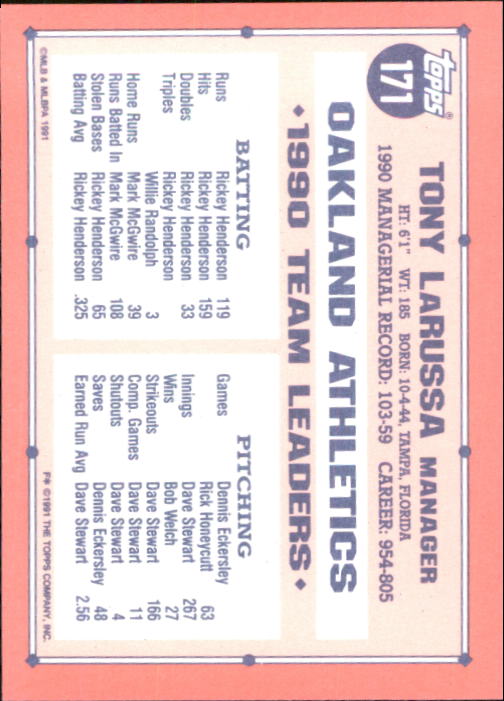 topps®
171
TONY LARUSSA MANAGER
HT: 6'1" WT: 185 BORN: 10-4-44, TAMPA, FLORIDA
1990 MANAGERIAL RECORD: 103-59 CAREER: 954-805
OAKLAND ATHLETICS
♦1990 TEAM LEADERS♦
BATTING
Runs Rickey Henderson 119
Hits Rickey Henderson 159
Doubles Rickey Henderson 33
Triples Rickey Henderson
Willie Randolph 3
Home Runs Mark McGwire 39
Runs Batted In Mark McGwire 108
Stolen Bases Rickey Henderson 65
Batting Avg Rickey Henderson .325
PITCHING
Games Dennis Eckersley
Rick Honeycutt 63
Innings Dave Stewart 267
Wins Bob Welch 27
Strikeouts Dave Stewart 166
Comp. Games Dave Stewart 11
Shutouts Dave Stewart 4
Saves Dennis Eckersley 48
Earned Run Avg Dave Stewart 2.56
©MLB & MLBPA 1991
F* ©1991 THE TOPPS COMPANY, INC.